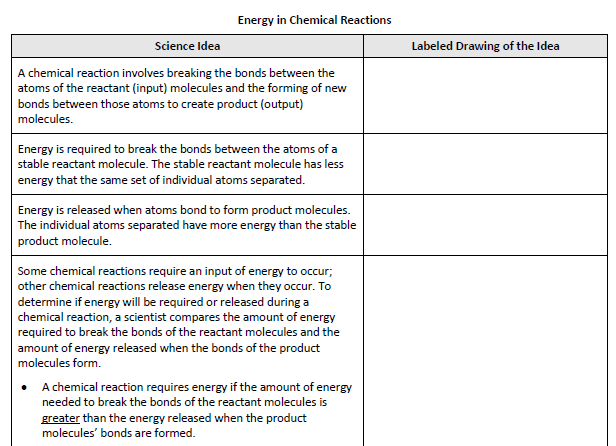 Energy in Chemical Reactions
Science Idea
Labeled Drawing of the Idea
A chemical reaction involves breaking the bonds between the
atoms of the reactant (input) molecules and the forming of new
bonds between those atoms to create product (output)
molecules.
Energy is required to break the bonds between the atoms of a
stable reactant molecule. The stable reactant molecule has less
energy that the same set of individual atoms separated.
Energy is released when atoms bond to form product molecules.
The individual atoms separated have more energy than the stable
product molecule.
Some chemical reactions require an input of energy to occur;
other chemical reactions release energy when they occur. To
determine if energy will be required or released during a
chemical reaction, a scientist compares the amount of energy
required to break the bonds of the reactant molecules and the
amount of energy released when the bonds of the product
molecules form.
• A chemical reaction requires energy if the amount of energy
needed to break the bonds of the reactant molecules is
greater than the energy released when the product
molecules’ bonds are formed.